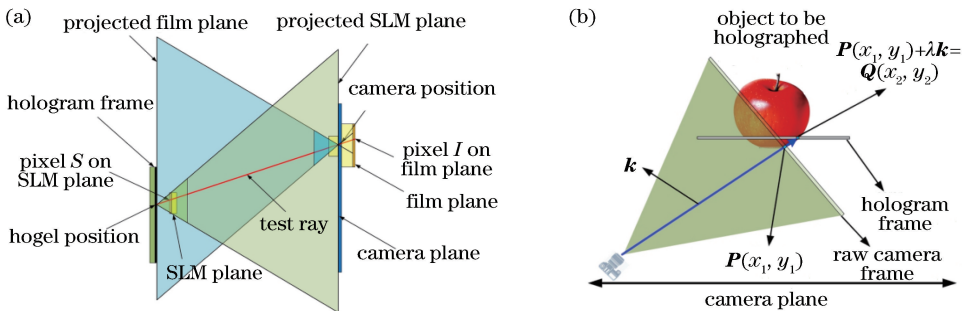 (a)
projected film plane
projected SLM plane
hologram frame
camera position
pixel S on
SLM plane
pixel I on
film plane
hogel position
test ray
film plane
SLM plane
camera plane
(b)
object to be
holographed
P(x₁, y₁)+λk=
Q(x₂, y₂)
k
hologram
frame
P(x₁, y₁)
raw camera
frame
camera plane